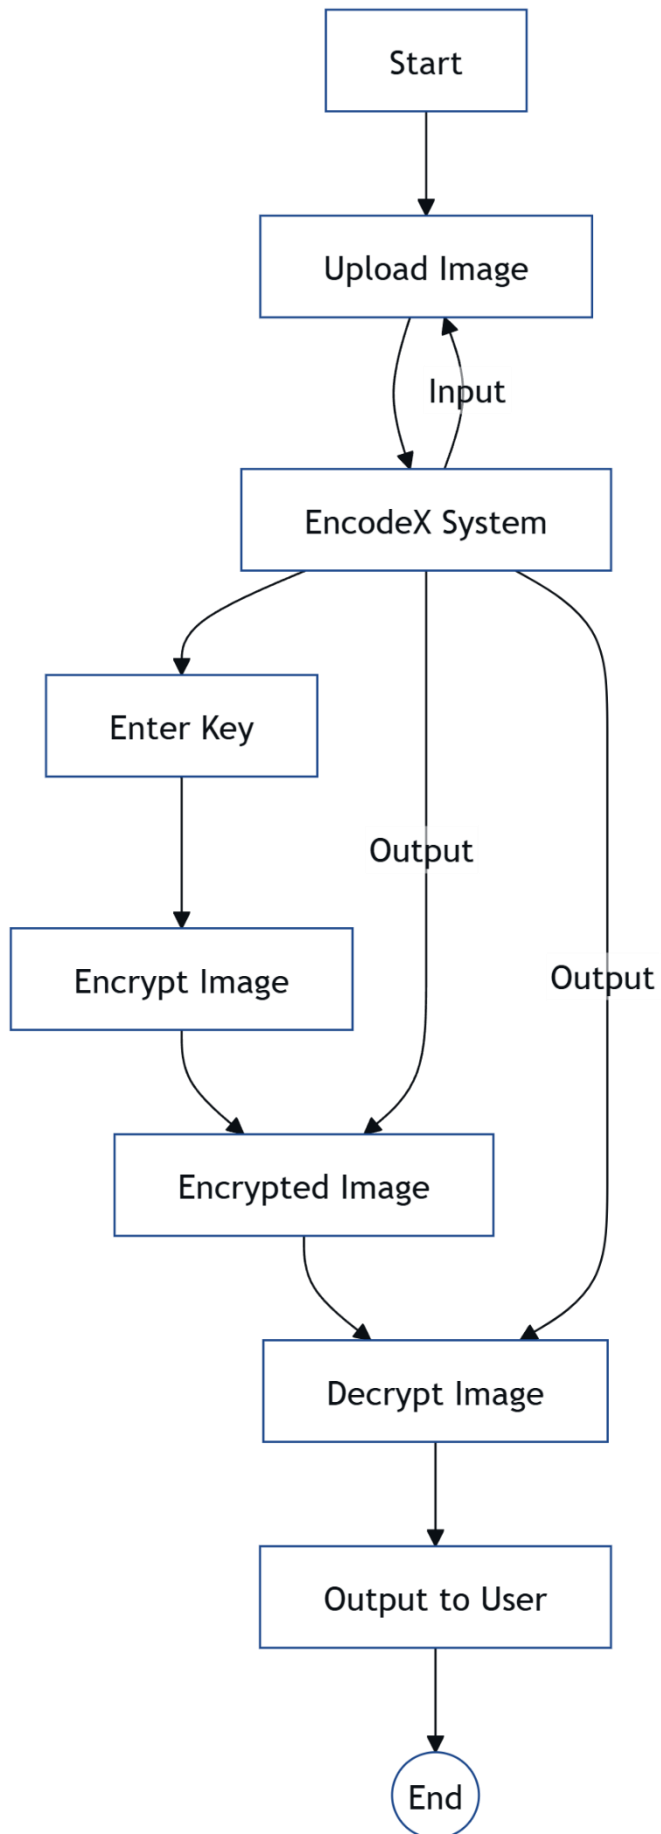 Start
Upload Image
Input
EncodeX System
Enter Key
Output
Encrypt Image
Output
Encrypted Image
Decrypt Image
Output to User
End